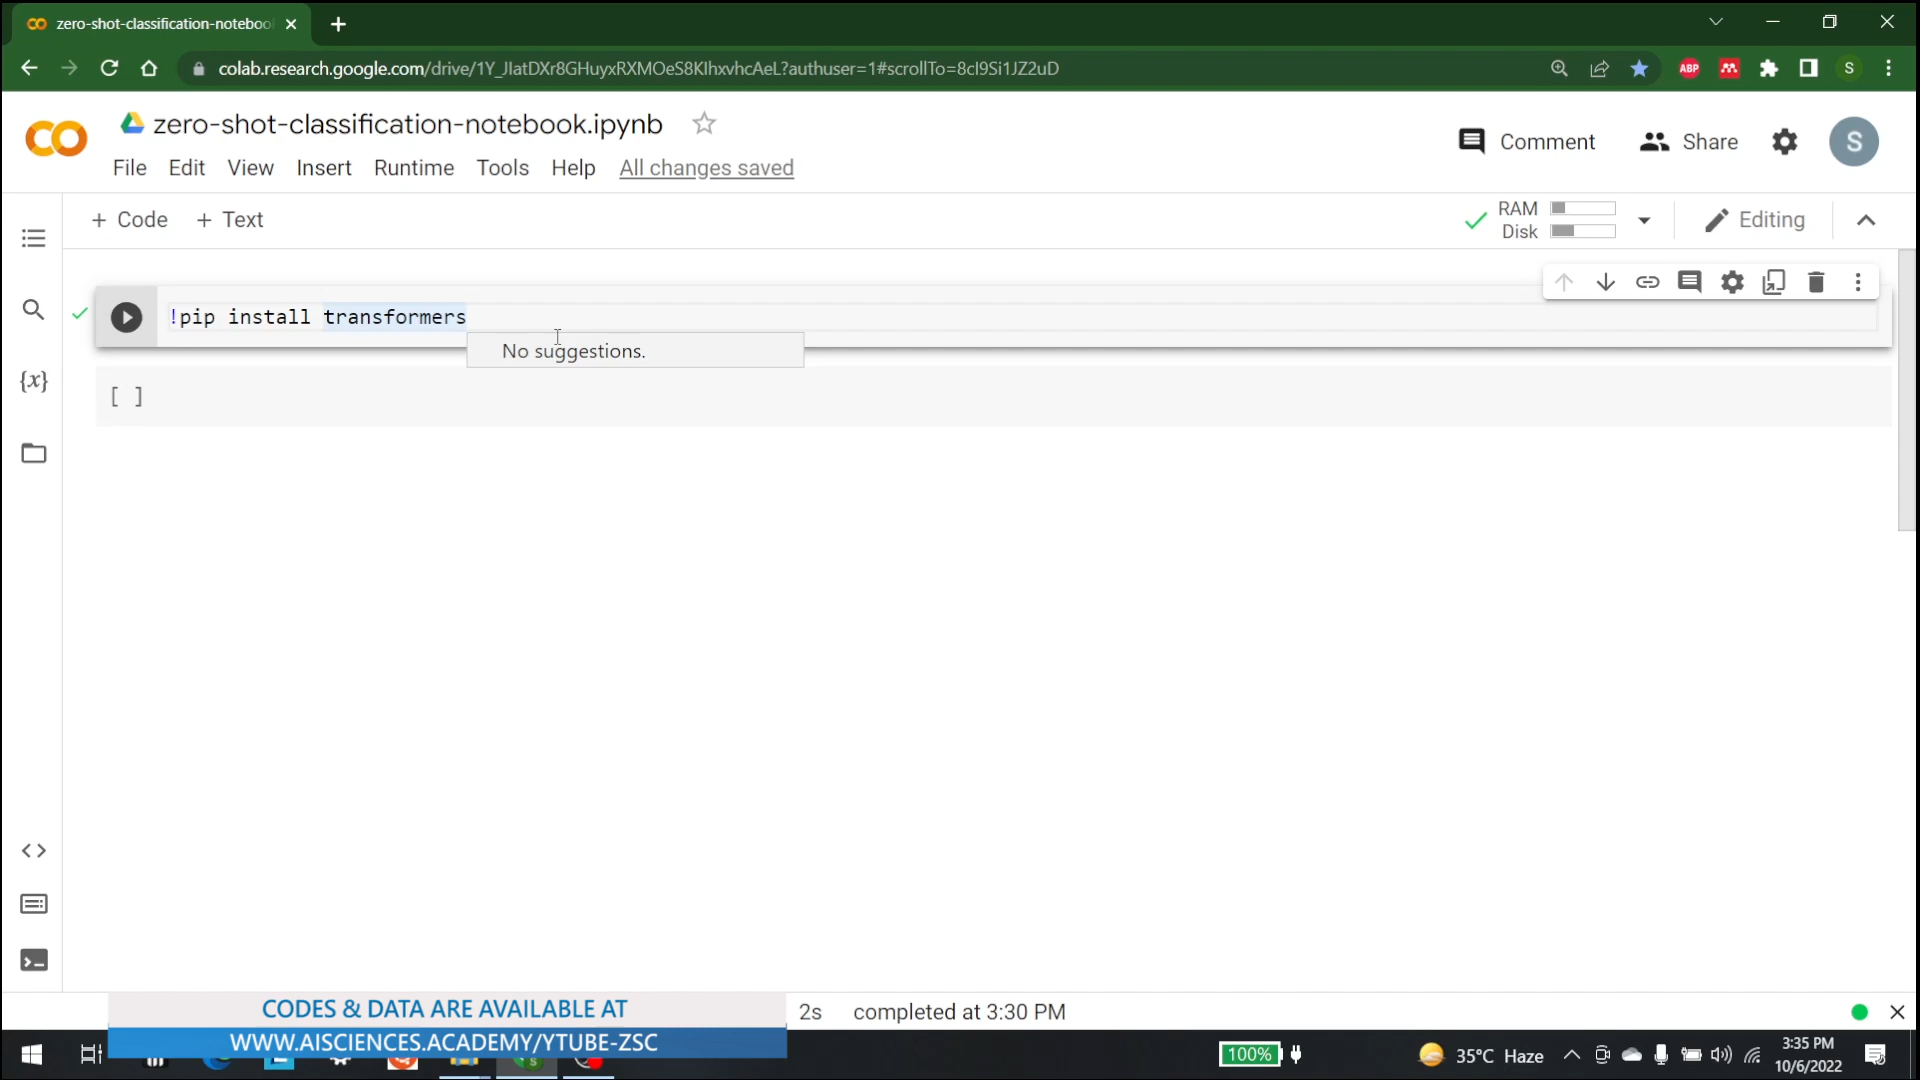 zero-shot-classification-noteboo
colab.research.google.com/drive/1Y_JIatDXr8GHuyxRXMOeS8KIhxvhcAeL?authuser=1#scrollTo=8cI9Si1JZ2uD
ABP
S
zero-shot-classification-notebook.ipynb
Comment
Share
S
File Edit View Insert Runtime Tools Help All changes saved
+ Code + Text
RAM
Disk
Editing
!pip install transformers
No suggestions.
{x}
[ ]
2s completed at 3:30 PM
CODES & DATA ARE AVAILABLE AT
WWW.AISCIENCES.ACADEMY/YTUBE-ZSC
100%
35°C Haze
3:35 PM
10/6/2022